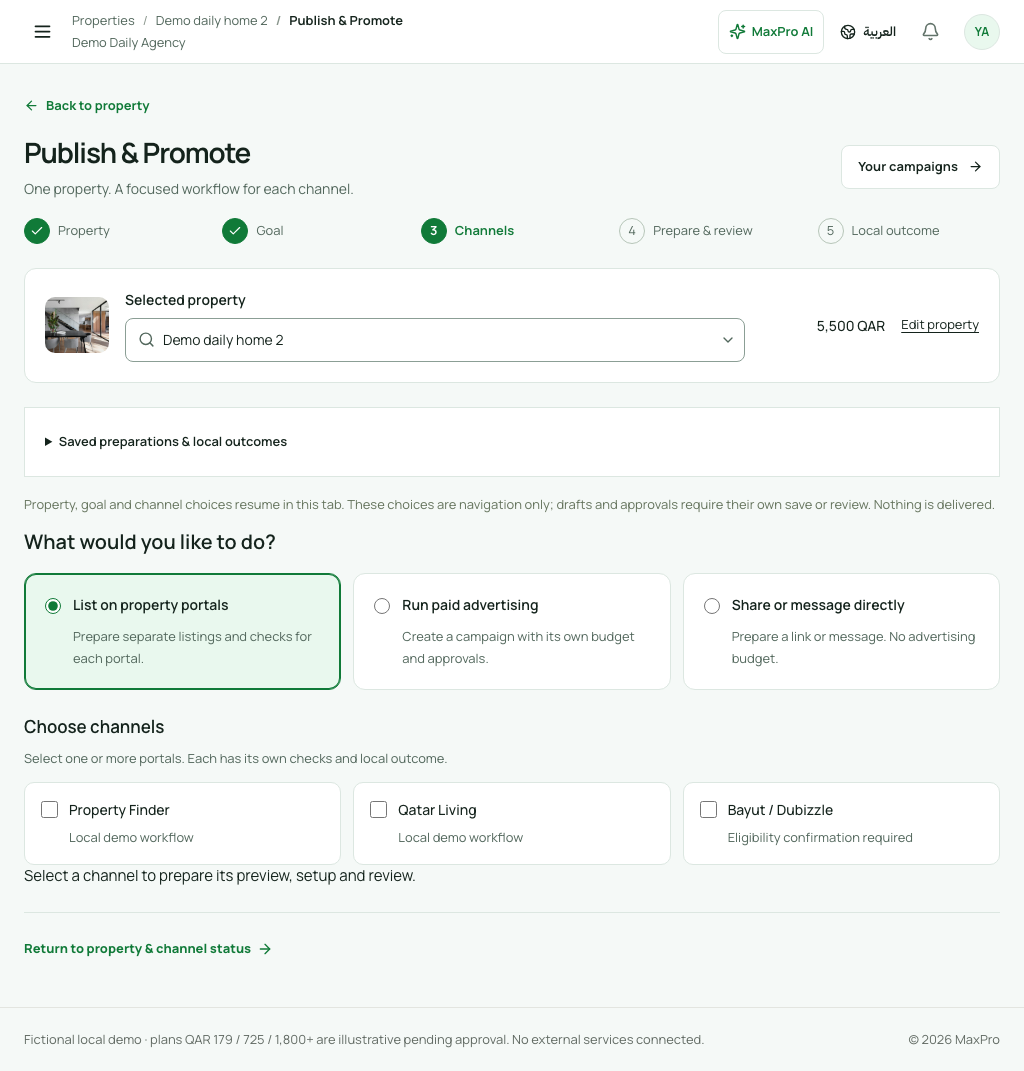 Properties / Demo daily home 2 / Publish & Promote
Demo Daily Agency
MaxPro AI
العربية
YA
Back to property
Publish & Promote
One property. A focused workflow for each channel.
Your campaigns
Property
Goal
3 Channels
4 Prepare & review
5 Local outcome
Selected property
Demo daily home 2
5,500 QAR
Edit property
Saved preparations & local outcomes
Property, goal and channel choices resume in this tab. These choices are navigation only; drafts and approvals require their own save or review. Nothing is delivered.
What would you like to do?
List on property portals
Prepare separate listings and checks for
each portal.
Run paid advertising
Create a campaign with its own budget
and approvals.
Share or message directly
Prepare a link or message. No advertising
budget.
Choose channels
Select one or more portals. Each has its own checks and local outcome.
Property Finder
Local demo workflow
Qatar Living
Local demo workflow
Bayut / Dubizzle
Eligibility confirmation required
Select a channel to prepare its preview, setup and review.
Return to property & channel status
Fictional local demo · plans QAR 179 / 725 / 1,800+ are illustrative pending approval. No external services connected.
© 2026 MaxPro